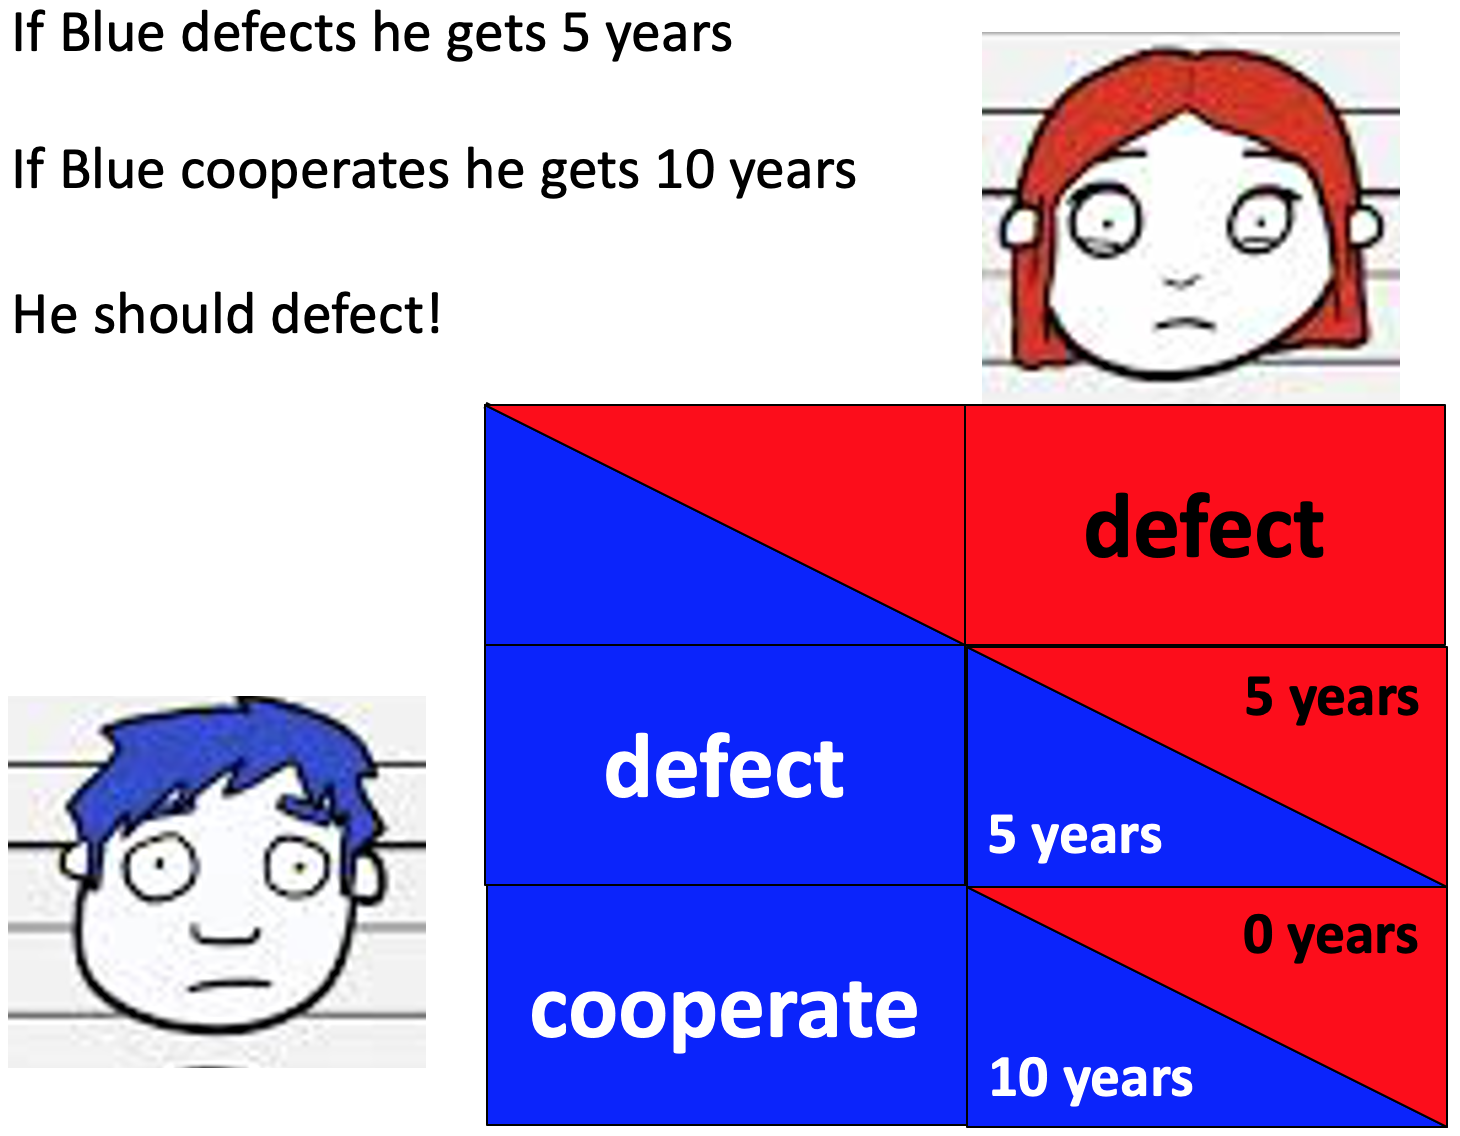 If Blue defects he gets 5 years
If Blue cooperates he gets 10 years
He should defect!
defect
defect
5 years
5 years
cooperate
0 years
10 years